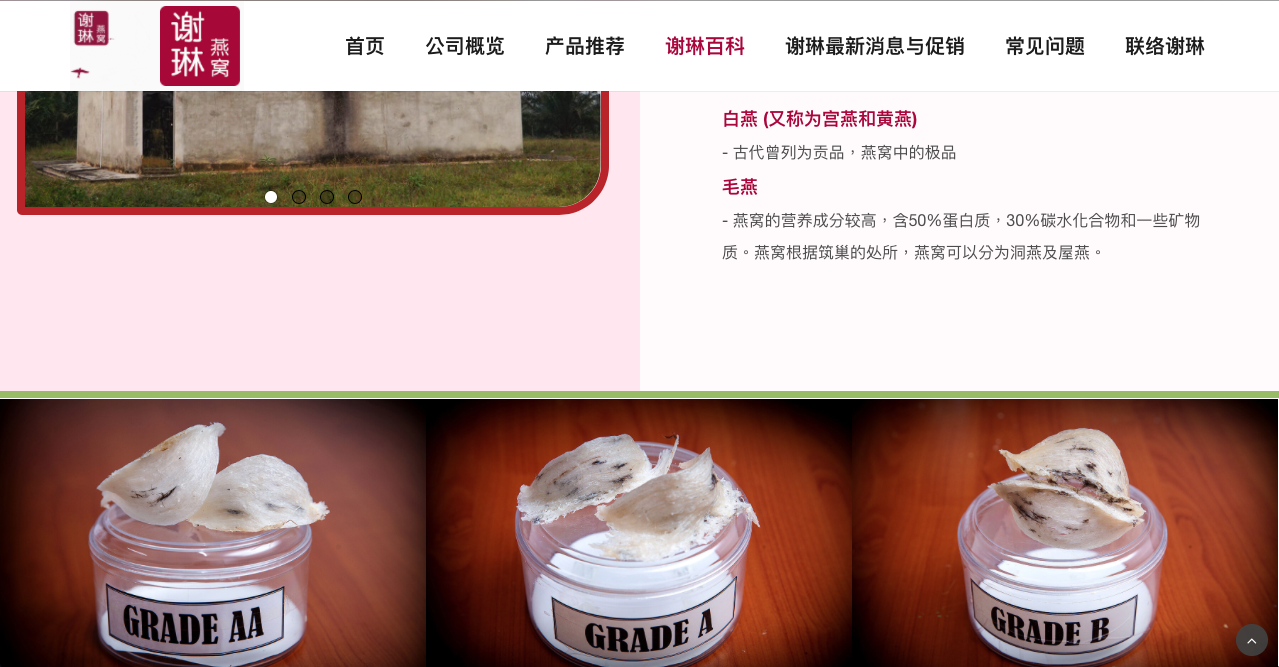 谢琳
燕窝
谢琳
燕窝
首页 公司概览 产品推荐 谢琳百科 谢琳最新消息与促销 常见问题 联络谢琳
白燕 (又称为宫燕和黄燕)
- 古代曾列为贡品，燕窝中的极品
毛燕
- 燕窝的营养成分较高，含50%蛋白质，30%碳水化合物和一些矿物
质。燕窝根据筑巢的处所，燕窝可以分为洞燕及屋燕。
GRADE AA
GRADE A
GRADE B